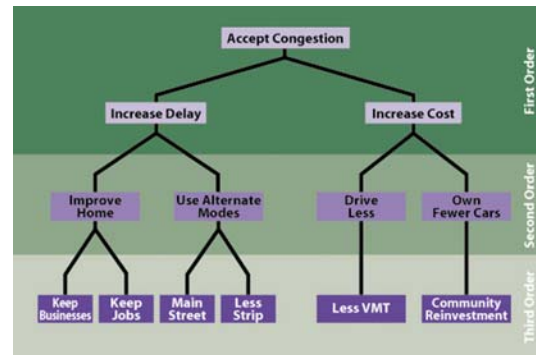 Accept Congestion
First Order
Increase Delay
Increase Cost
Improve
Home
Use Alternate
Modes
Drive
Less
Own
Fewer Cars
Second Order
Keep
Businesses
Keep
Jobs
Main
Street
Less
Strip
Less VMT
Community
Reinvestment
Third Order